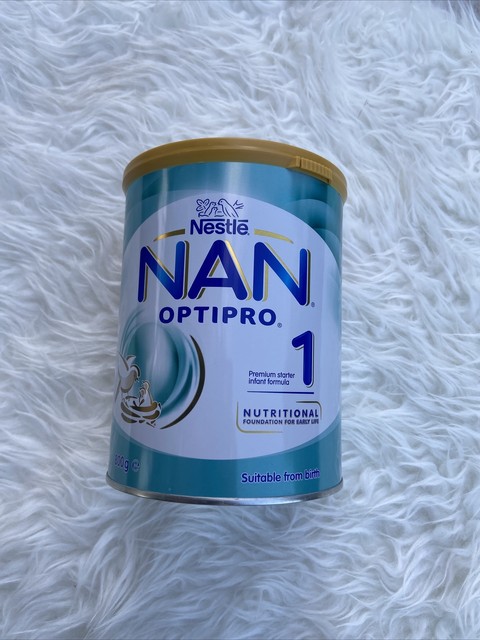 Nestlé
NAN
OPTIPRO
1
Premium starter
infant formula
NUTRITIONAL
FOUNDATION FOR EARLY LIFE
Suitable from birth